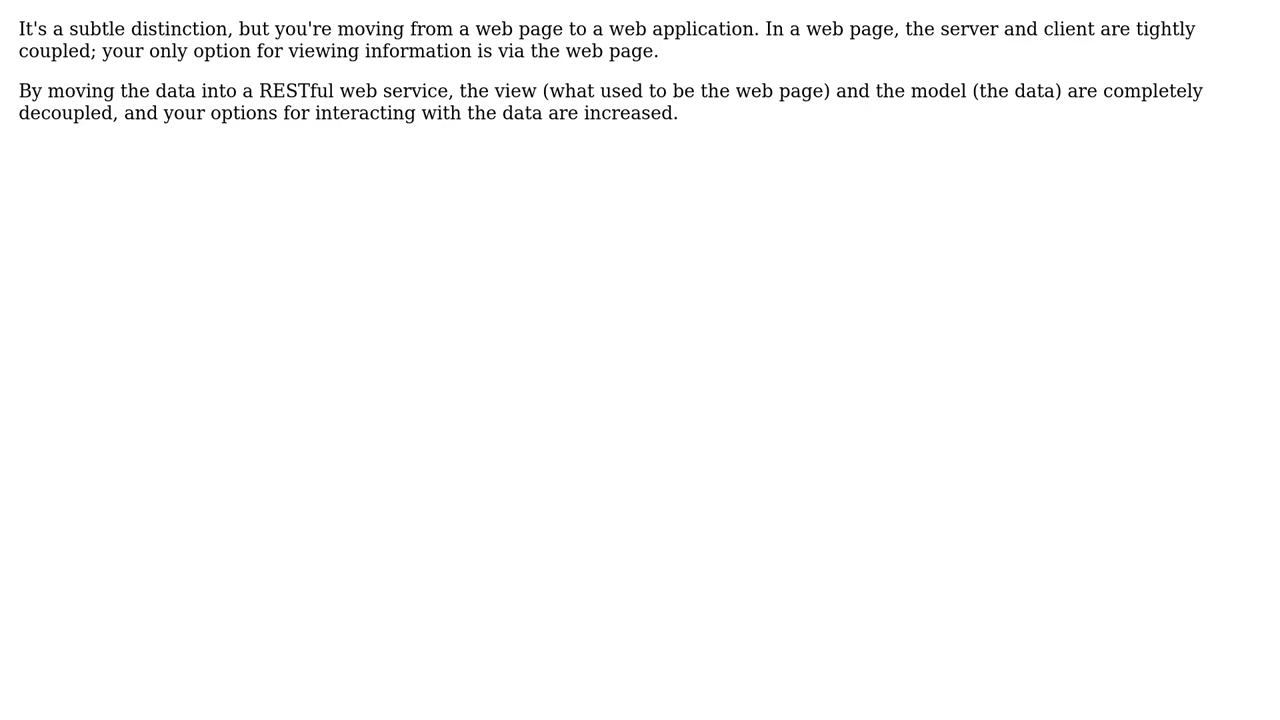 It's a subtle distinction, but you're moving from a web page to a web application. In a web page, the server and client are tightly
coupled; your only option for viewing information is via the web page.
By moving the data into a RESTful web service, the view (what used to be the web page) and the model (the data) are completely
decoupled, and your options for interacting with the data are increased.